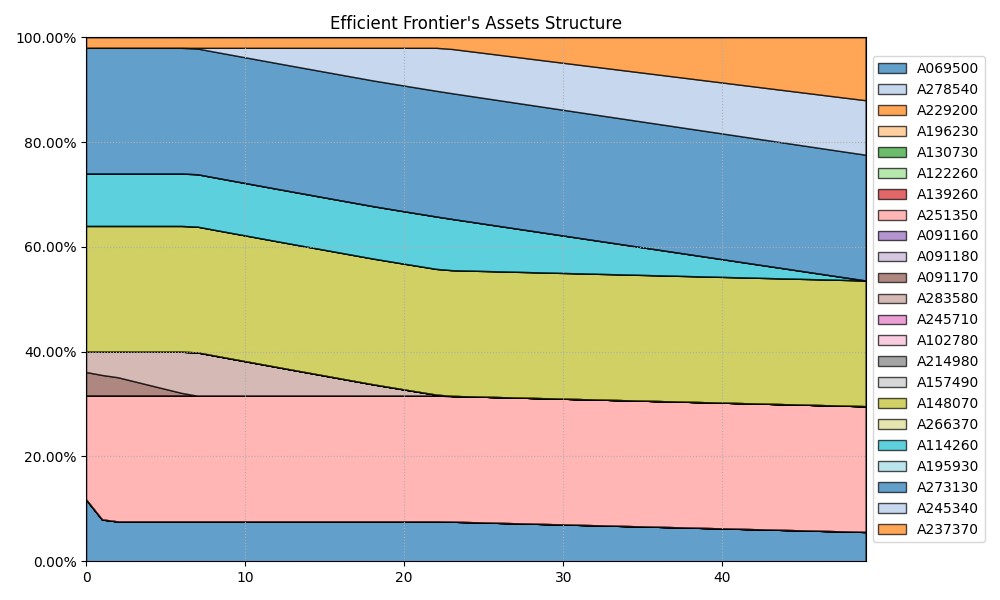 Efficient Frontier's Assets Structure
100.00%
80.00%
60.00%
40.00%
20.00%
0.00%
0 10 20 30 40
A069500
A278540
A229200
A196230
A130730
A122260
A139260
A251350
A091160
A091180
A091170
A283580
A245710
A102780
A214980
A157490
A148070
A266370
A114260
A195930
A273130
A245340
A237370